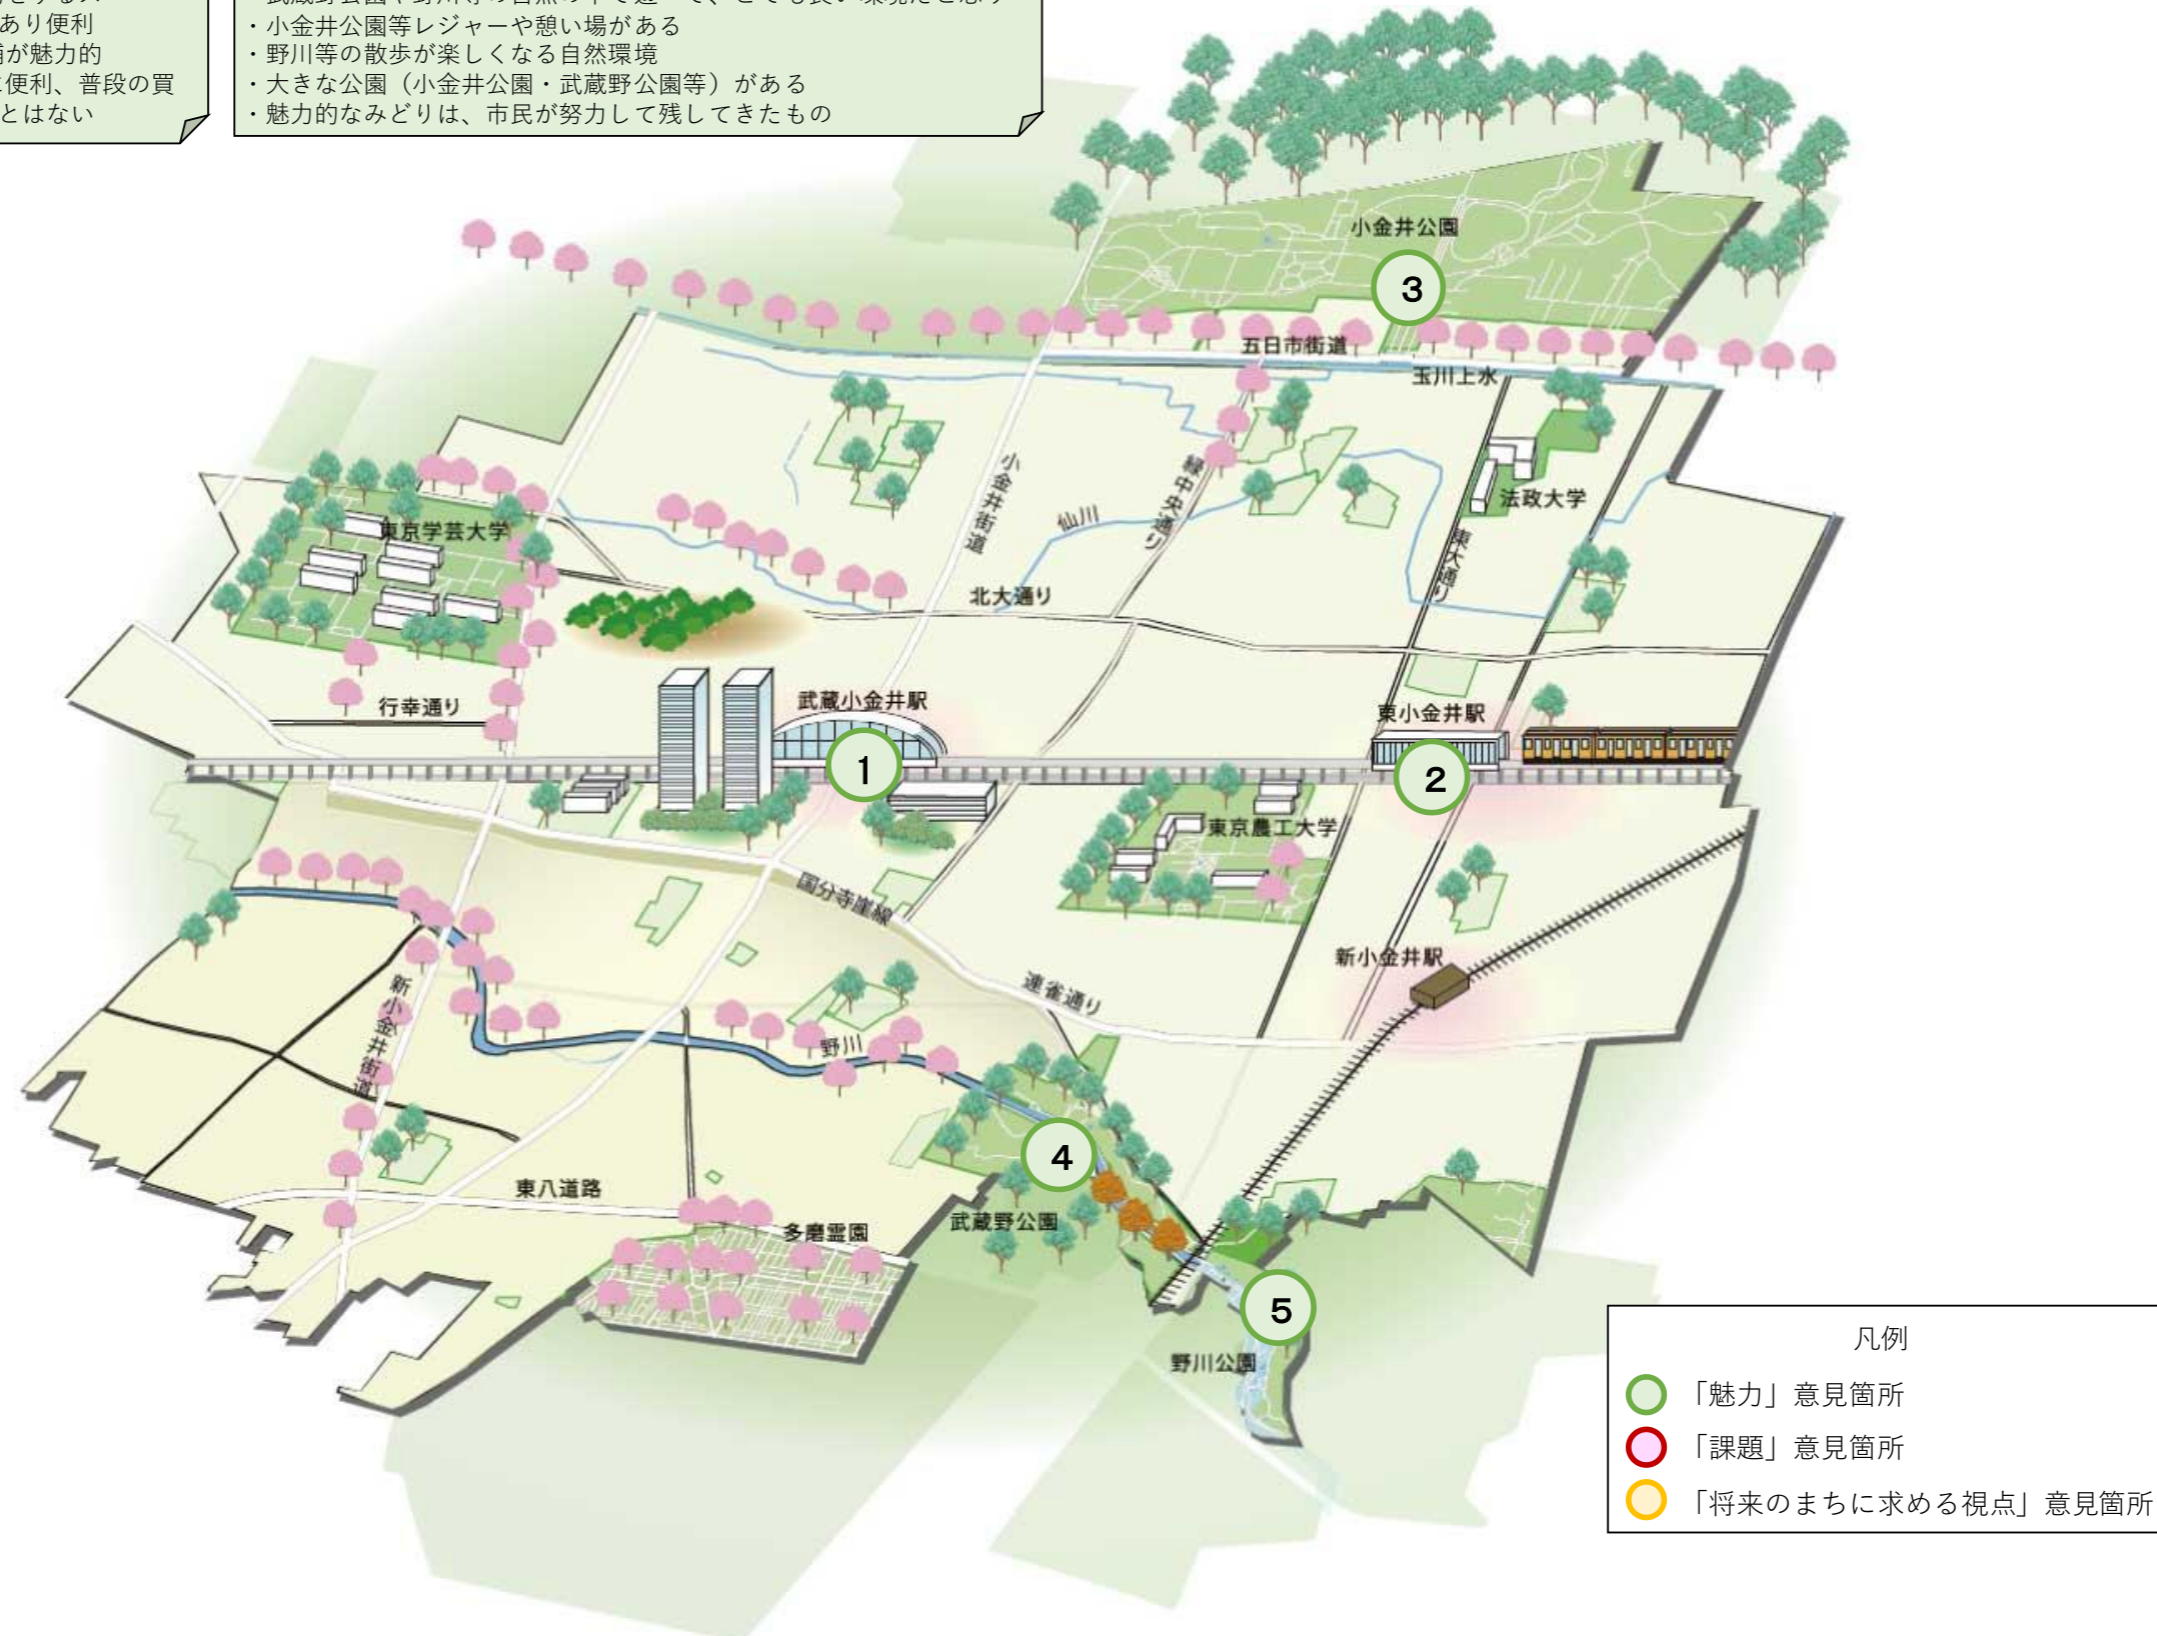 あり便利
が魅力的
便利、普段の買
とはない
・小金井公園等レジャーや憩い場がある
・野川等の散歩が楽しくなる自然環境
・大きな公園（小金井公園・武蔵野公園等）がある
・魅力的なみどりは、市民が努力して残してきたもの
小金井公園
3
五日市街道
玉川上水
小金井街道
緑中央通り
仙川
法政大学
東大通り
東京学芸大学
北大通り
行幸通り
武蔵小金井駅
1
東小金井駅
2
東京農工大学
国分寺崖線
新小金井駅
連雀通り
新小金井街道
野川
4
東八道路
武蔵野公園
多磨霊園
5
野川公園
凡例
「魅力」意見箇所
「課題」意見箇所
「将来のまちに求める視点」意見箇所